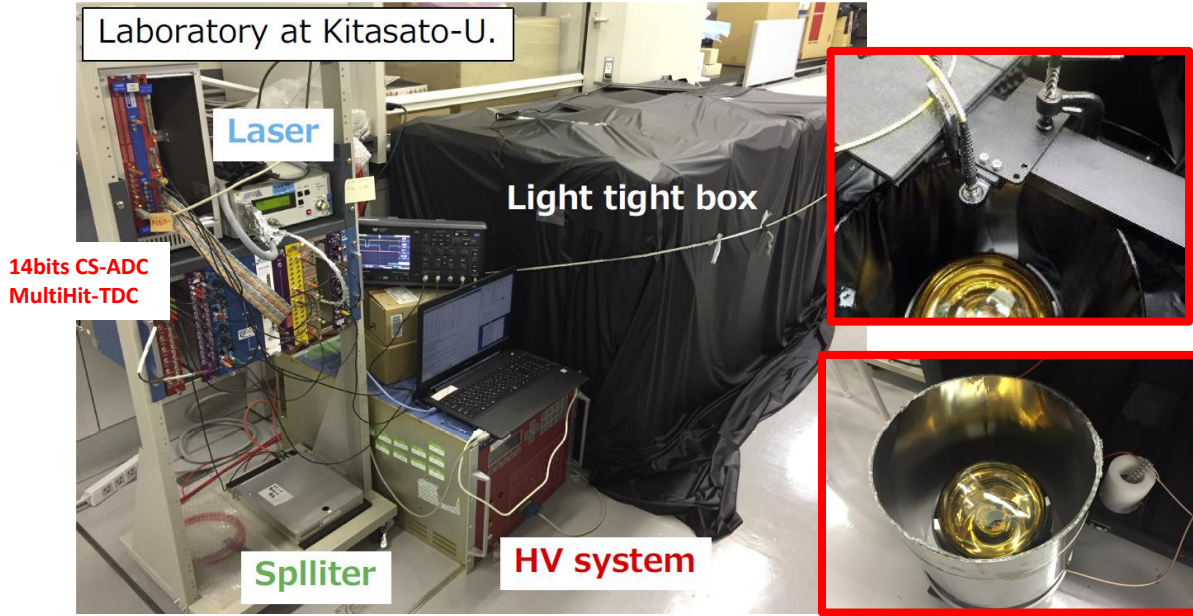 Laboratory at Kitasato-U.
Laser
Light tight box
14bits CS-ADC
MultiHit-TDC
Splliter
HV system